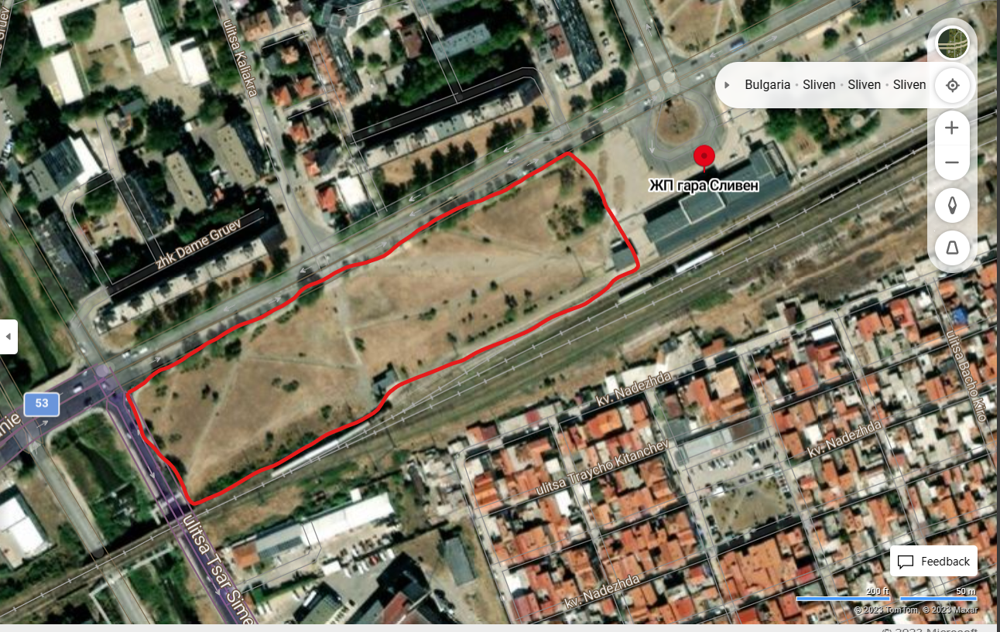 ulitsa Kaliakra
Bulgaria • Sliven • Sliven • Sliven
ЖП гара Сливен
zhk Dame Gruev
53
nie
kv. Nadezhda
ulitsa Bacho Kiro
kv. Nadezhda
ulitsa Traycho Kitanchev
ulitsa Tsar Sime
kv. Nadezhda
Feedback
200 ft 50 m
© 2023 TomTom, © 2023 Maxar
© 2023 Microsoft